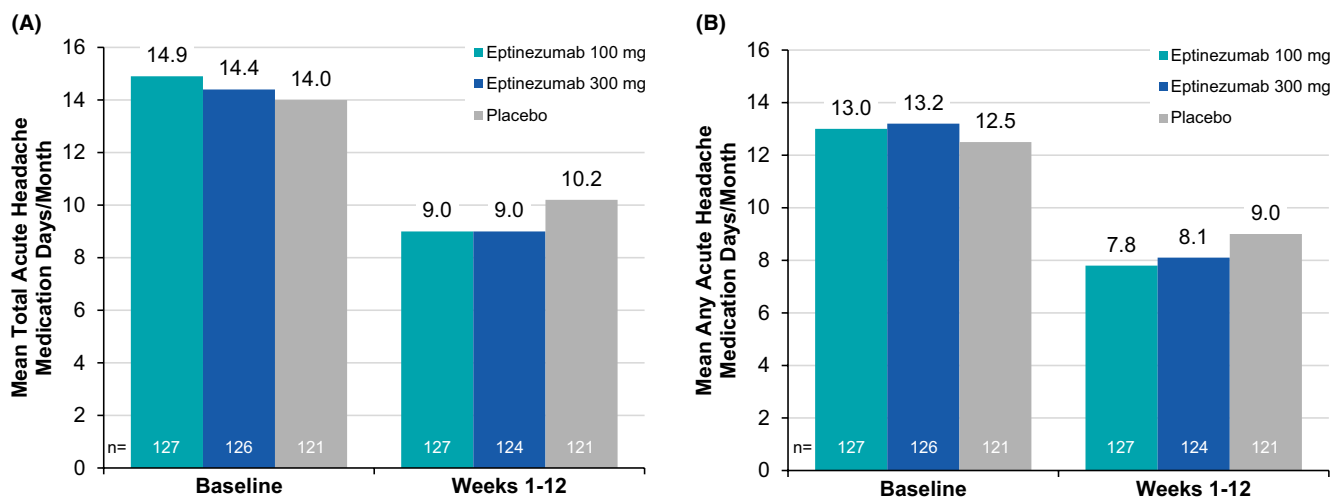 (A)
Mean Total Acute Headache
Medication Days/Month
16
14
12
10
8
6
4
2
0
Eptinezumab 100 mg
Eptinezumab 300 mg
Placebo
14.9
14.4
14.0
9.0
9.0
10.2
n=
127
126
121
127
124
121
Baseline
Weeks 1-12
(B)
Mean Any Acute Headache
Medication Days/Month
16
14
12
10
8
6
4
2
0
Eptinezumab 100 mg
Eptinezumab 300 mg
Placebo
13.0
13.2
12.5
7.8
8.1
9.0
n=
127
126
121
127
124
121
Baseline
Weeks 1-12